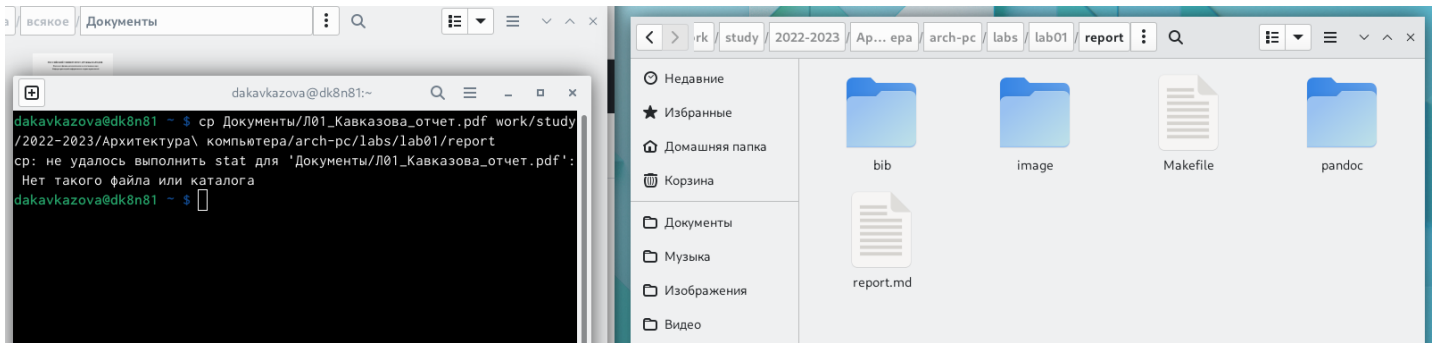 всякое / Документы
dakavkazova@dk8n81:~
dakavkazova@dk8n81 ~ $ cp Документы/Л01_Кавказова_отчет.pdf work/study
/2022-2023/Архитектура\ компьютера/arch-pc/labs/lab01/report
cp: не удалось выполнить stat для 'Документы/Л01_Кавказова_отчет.pdf':
Нет такого файла или каталога
dakavkazova@dk8n81 ~ $
rk / study / 2022-2023 / Ар... ера / arch-pc / labs / lab01 / report
Недавние
Избранные
Домашняя папка
Корзина
Документы
Музыка
Изображения
Видео
bib
image
Makefile
pandoc
report.md